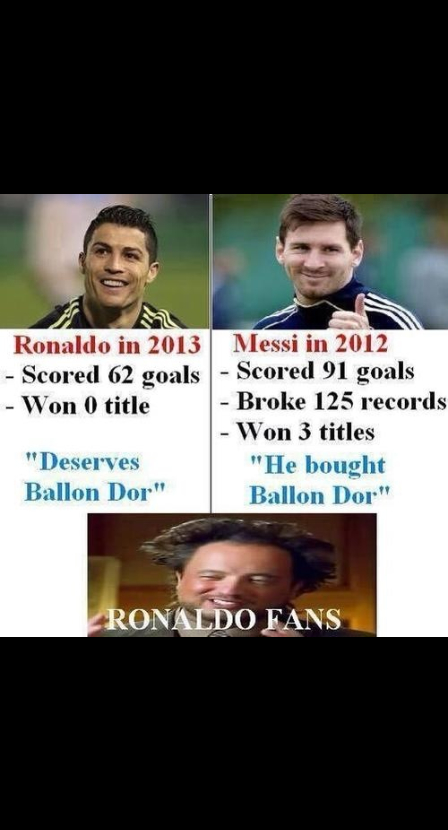 Ronaldo in 2013
- Scored 62 goals
- Won 0 title
"Deserves
Ballon Dor"
Messi in 2012
- Scored 91 goals
- Broke 125 records
- Won 3 titles
"He bought
Ballon Dor"
RONALDO FANS